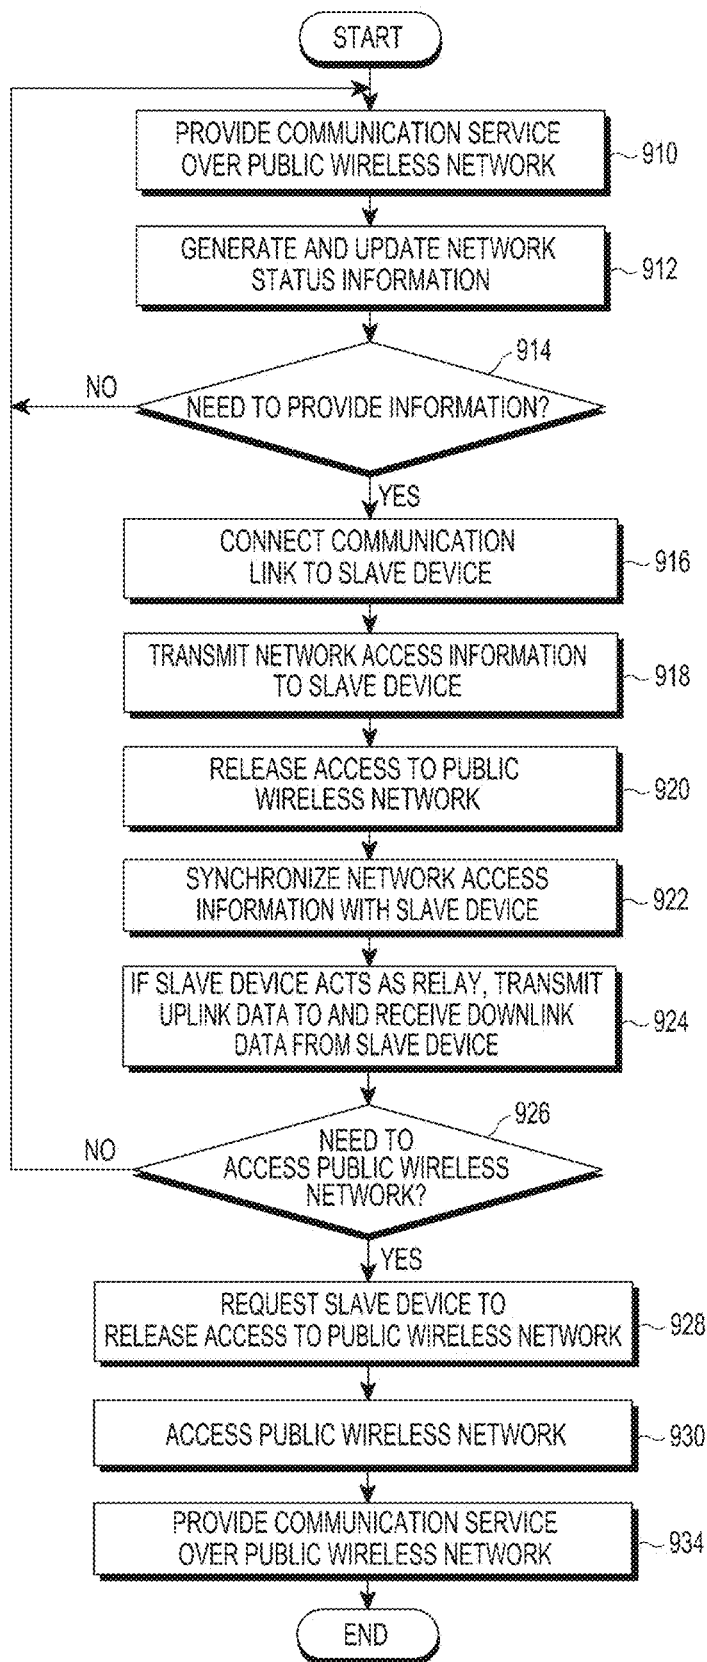 START
PROVIDE COMMUNICATION SERVICE
OVER PUBLIC WIRELESS NETWORK
910
GENERATE AND UPDATE NETWORK
STATUS INFORMATION
912
914
NO
NEED TO PROVIDE INFORMATION?
YES
CONNECT COMMUNICATION
LINK TO SLAVE DEVICE
916
TRANSMIT NETWORK ACCESS INFORMATION
TO SLAVE DEVICE
918
RELEASE ACCESS TO PUBLIC
WIRELESS NETWORK
920
SYNCHRONIZE NETWORK ACCESS
INFORMATION WITH SLAVE DEVICE
922
IF SLAVE DEVICE ACTS AS RELAY, TRANSMIT
UPLINK DATA TO AND RECEIVE DOWNLINK
DATA FROM SLAVE DEVICE
924
926
NO
NEED TO
ACCESS PUBLIC WIRELESS
NETWORK?
YES
REQUEST SLAVE DEVICE TO
RELEASE ACCESS TO PUBLIC WIRELESS NETWORK
928
ACCESS PUBLIC WIRELESS NETWORK
930
PROVIDE COMMUNICATION SERVICE
OVER PUBLIC WIRELESS NETWORK
934
END